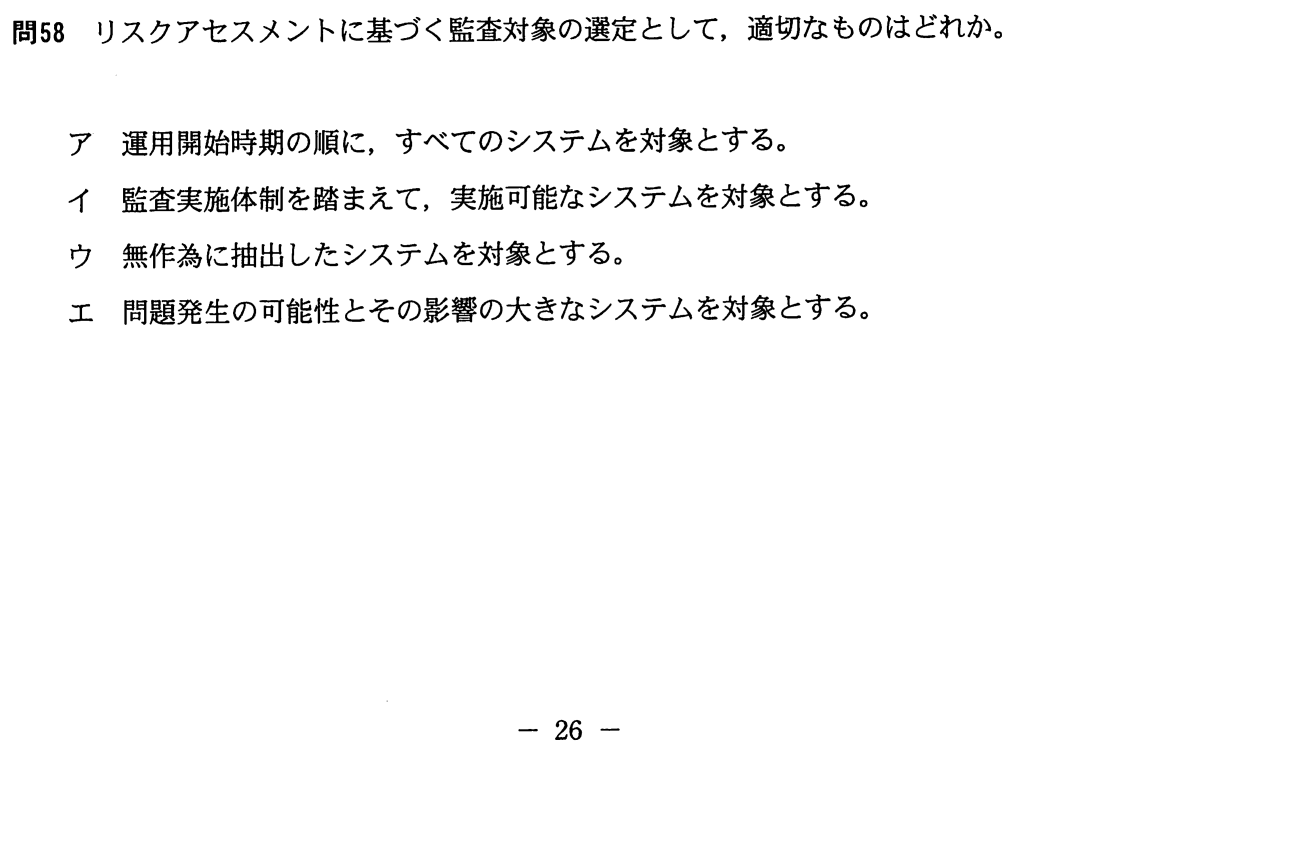 問58 リスクアセスメントに基づく監査対象の選定として，適切なものはどれか。
ア 運用開始時期の順に，すべてのシステムを対象とする。
イ 監査実施体制を踏まえて，実施可能なシステムを対象とする。
ウ 無作為に抽出したシステムを対象とする。
エ 問題発生の可能性とその影響の大きなシステムを対象とする。
－ 26 －